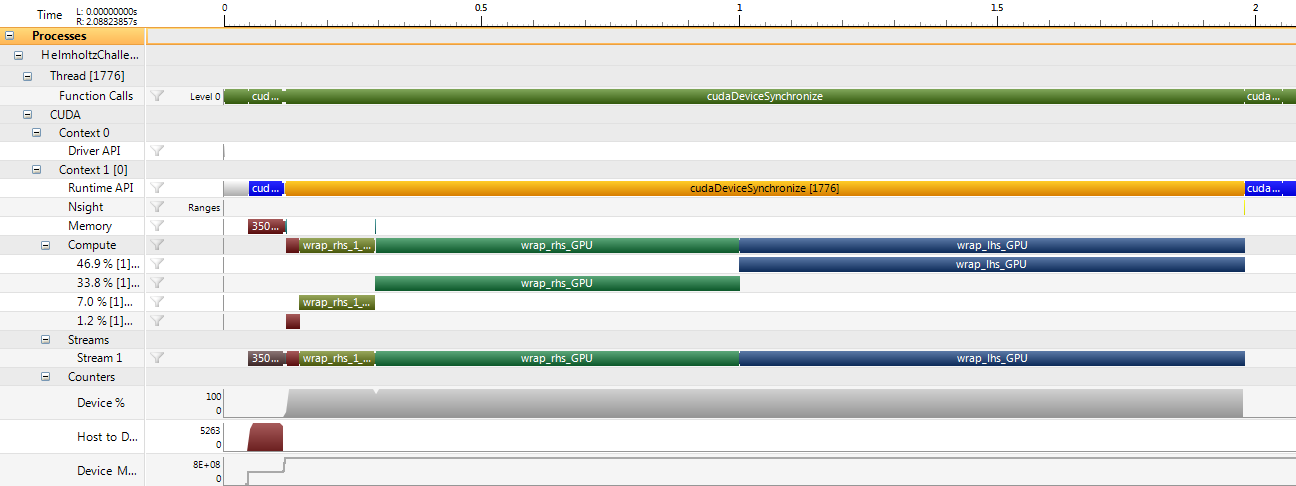 Time L: 0.00000000s 0 0.5 1 1.5 2
R: 2.08823857s
Processes
HelmholtzChalle...
Thread [1776]
Function Calls Level 0 cud... cudaDeviceSynchronize cuda...
CUDA
Context 0
Driver API
Context 1 [0]
Runtime API cud... cudaDeviceSynchronize [1776] cuda...
Nsight Ranges
Memory 350...
Compute wrap_rhs_1_... wrap_rhs_GPU wrap_lhs_GPU
46.9 % [1]... wrap_lhs_GPU
33.8 % [1]... wrap_rhs_GPU
7.0 % [1]... wrap_rhs_1_...
1.2 % [1]...
Streams
Stream 1 350... wrap_rhs_1_... wrap_rhs_GPU wrap_lhs_GPU
Counters
Device % 100
0
Host to D... 5263
0
Device M... 8E+08
0